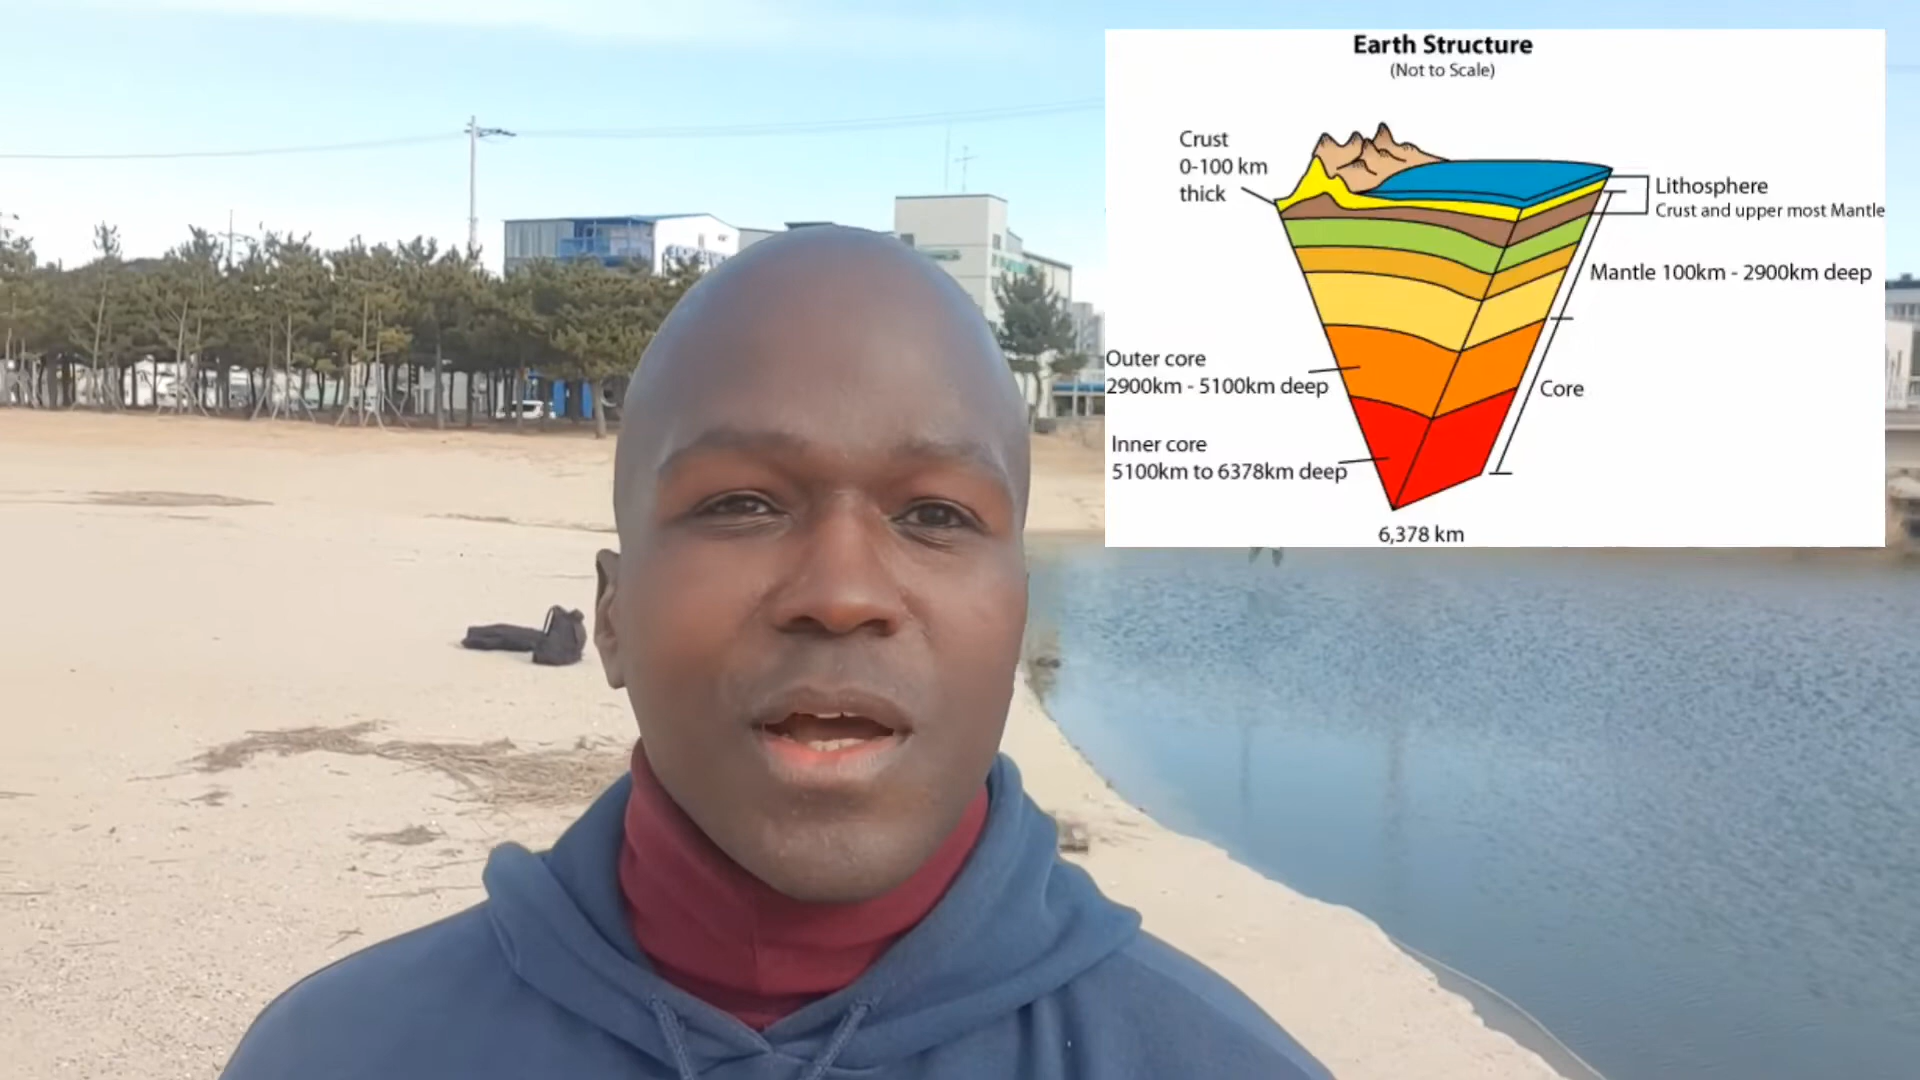 Earth Structure
(Not to Scale)
Crust
0-100 km
thick
Lithosphere
Crust and upper most Mantle
Mantle 100km - 2900km deep
Outer core
2900km - 5100km deep
Core
Inner core
5100km to 6378km deep
6,378 km